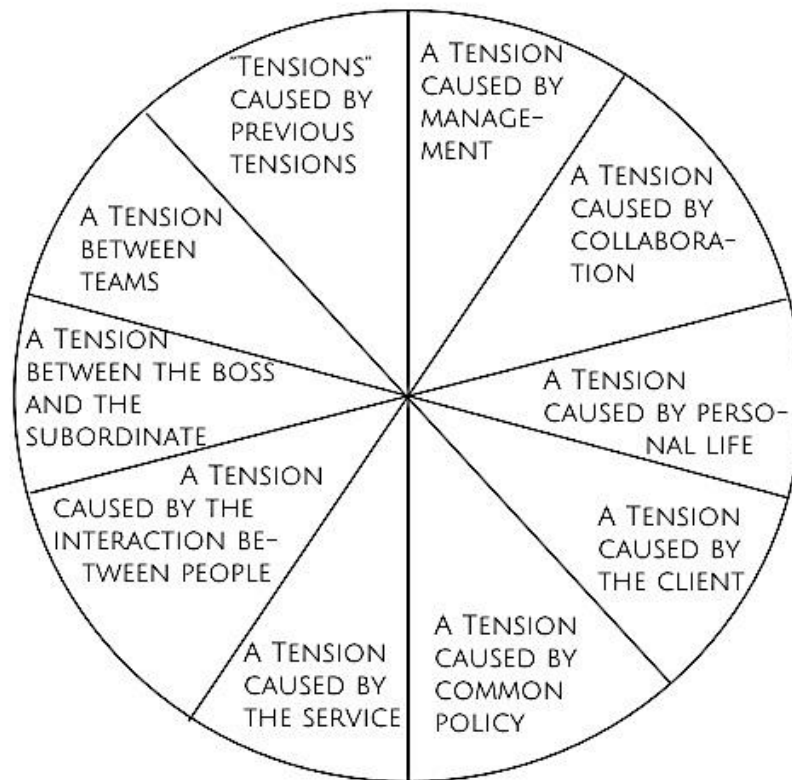 "Tensions"
caused by
previous
tensions
A Tension
caused by
manage-
ment
A Tension
caused by
collabora-
tion
A Tension
caused by perso-
nal life
A Tension
caused by
the client
A Tension
caused by
common
policy
A Tension
caused by
the service
A Tension
caused by the
interaction be-
tween people
A Tension
between the boss
and the
subordinate
A Tension
between
teams